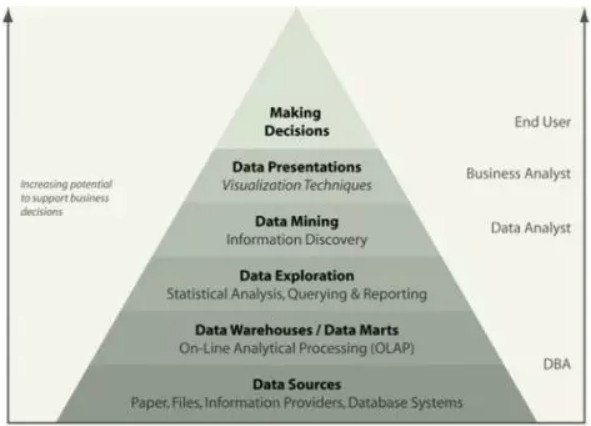 Making
Decisions
End User
Data Presentations
Visualization Techniques
Business Analyst
Increasing potential
to support business
decisions
Data Mining
Information Discovery
Data Analyst
Data Exploration
Statistical Analysis, Querying & Reporting
Data Warehouses / Data Marts
On-Line Analytical Processing (OLAP)
DBA
Data Sources
Paper, Files, Information Providers, Database Systems